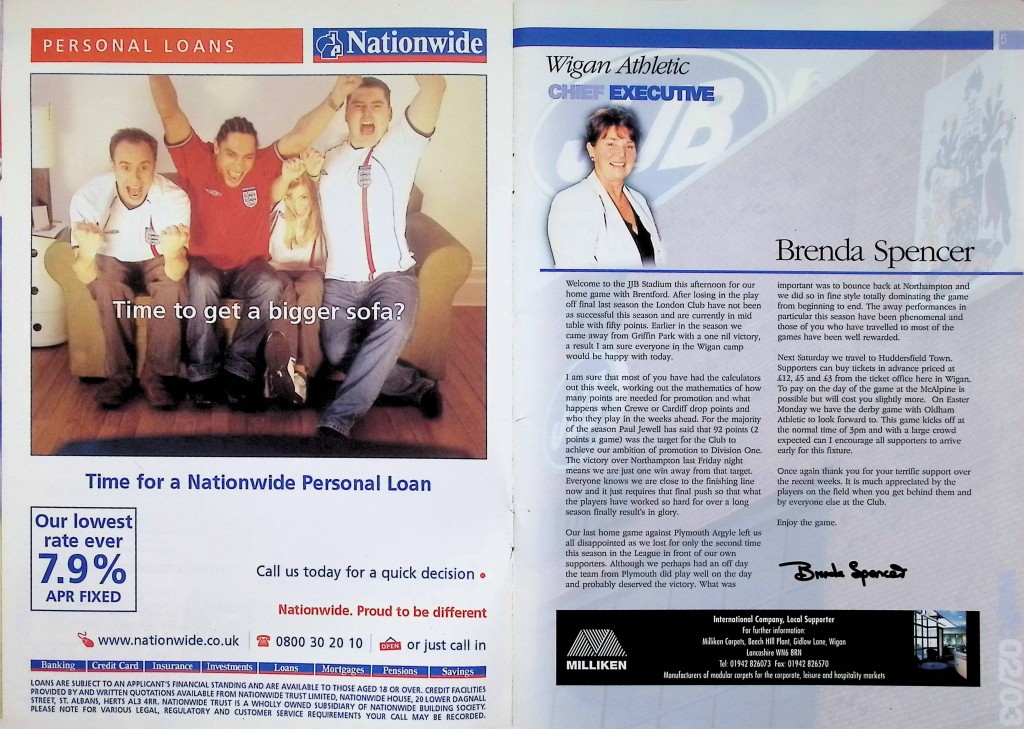 PERSONAL LOANS
Nationwide
Time to get a bigger sofa?
Time for a Nationwide Personal Loan
Our lowest
rate ever
7.9%
APR FIXED
Call us today for a quick decision •
Nationwide. Proud to be different
www.nationwide.co.uk 0800 30 20 10 OPEN or just call in
Banking Credit Card Insurance Investments Loans Mortgages Pensions Savings
LOANS ARE SUBJECT TO AN APPLICANT'S FINANCIAL STANDING AND ARE AVAILABLE TO THOSE AGED 18 OR OVER. CREDIT FACILITIES
PROVIDED BY AND WRITTEN QUOTATIONS AVAILABLE FROM NATIONWIDE TRUST LIMITED, NATIONWIDE HOUSE, 20 LOWER DAGNALL
STREET, ST. ALBANS, HERTS AL3 4RR. NATIONWIDE TRUST IS A WHOLLY OWNED SUBSIDIARY OF NATIONWIDE BUILDING SOCIETY.
PLEASE NOTE FOR VARIOUS LEGAL, REGULATORY AND CUSTOMER SERVICE REQUIREMENTS YOUR CALL MAY BE RECORDED.
5
Wigan Athletic
CHIEF EXECUTIVE
JJB
Brenda Spencer
Welcome to the JJB Stadium this afternoon for our
home game with Brentford. After losing in the play
off final last season the London Club have not been
as successful this season and are currently in mid
table with fifty points. Earlier in the season we
came away from Griffin Park with a one nil victory,
a result I am sure everyone in the Wigan camp
would be happy with today.
I am sure that most of you have had the calculators
out this week, working out the mathematics of how
many points are needed for promotion and what
happens when Crewe or Cardiff drop points and
who they play in the weeks ahead. For the majority
of the season Paul Jewell has said that 92 points (2
points a game) was the target for the Club to
achieve our ambition of promotion to Division One.
The victory over Northampton last Friday night
means we are just one win away from that target.
Everyone knows we are close to the finishing line
now and it just requires that final push so that what
the players have worked so hard for over a long
season finally result's in glory.
Our last home game against Plymouth Argyle left us
all disappointed as we lost for only the second time
this season in the League in front of our own
supporters. Although we perhaps had an off day
the team from Plymouth did play well on the day
and probably deserved the victory. What was
important was to bounce back at Northampton and
we did so in fine style totally dominating the game
from beginning to end. The away performances in
particular this season have been phenomenal and
those of you who have travelled to most of the
games have been well rewarded.
Next Saturday we travel to Huddersfield Town.
Supporters can buy tickets in advance priced at
£12, £5 and £3 from the ticket office here in Wigan.
To pay on the day of the game at the McAlpine is
possible but will cost you slightly more. On Easter
Monday we have the derby game with Oldham
Athletic to look forward to. This game kicks off at
the normal time of 3pm and with a large crowd
expected can I encourage all supporters to arrive
early for this fixture.
Once again thank you for your terrific support over
the recent weeks. It is much appreciated by the
players on the field when you get behind them and
by everyone else at the Club.
Enjoy the game.
Brenda Spencer
MILLIKEN
International Company, Local Supporter
For further information:
Milliken Carpets, Beech Hill Plant, Gidlow Lane, Wigan
Lancashire WN6 8RN
Tel: 01942 826073 Fax: 01942 826570
Manufacturers of modular carpets for the corporate, leisure and hospitality markets
02/03